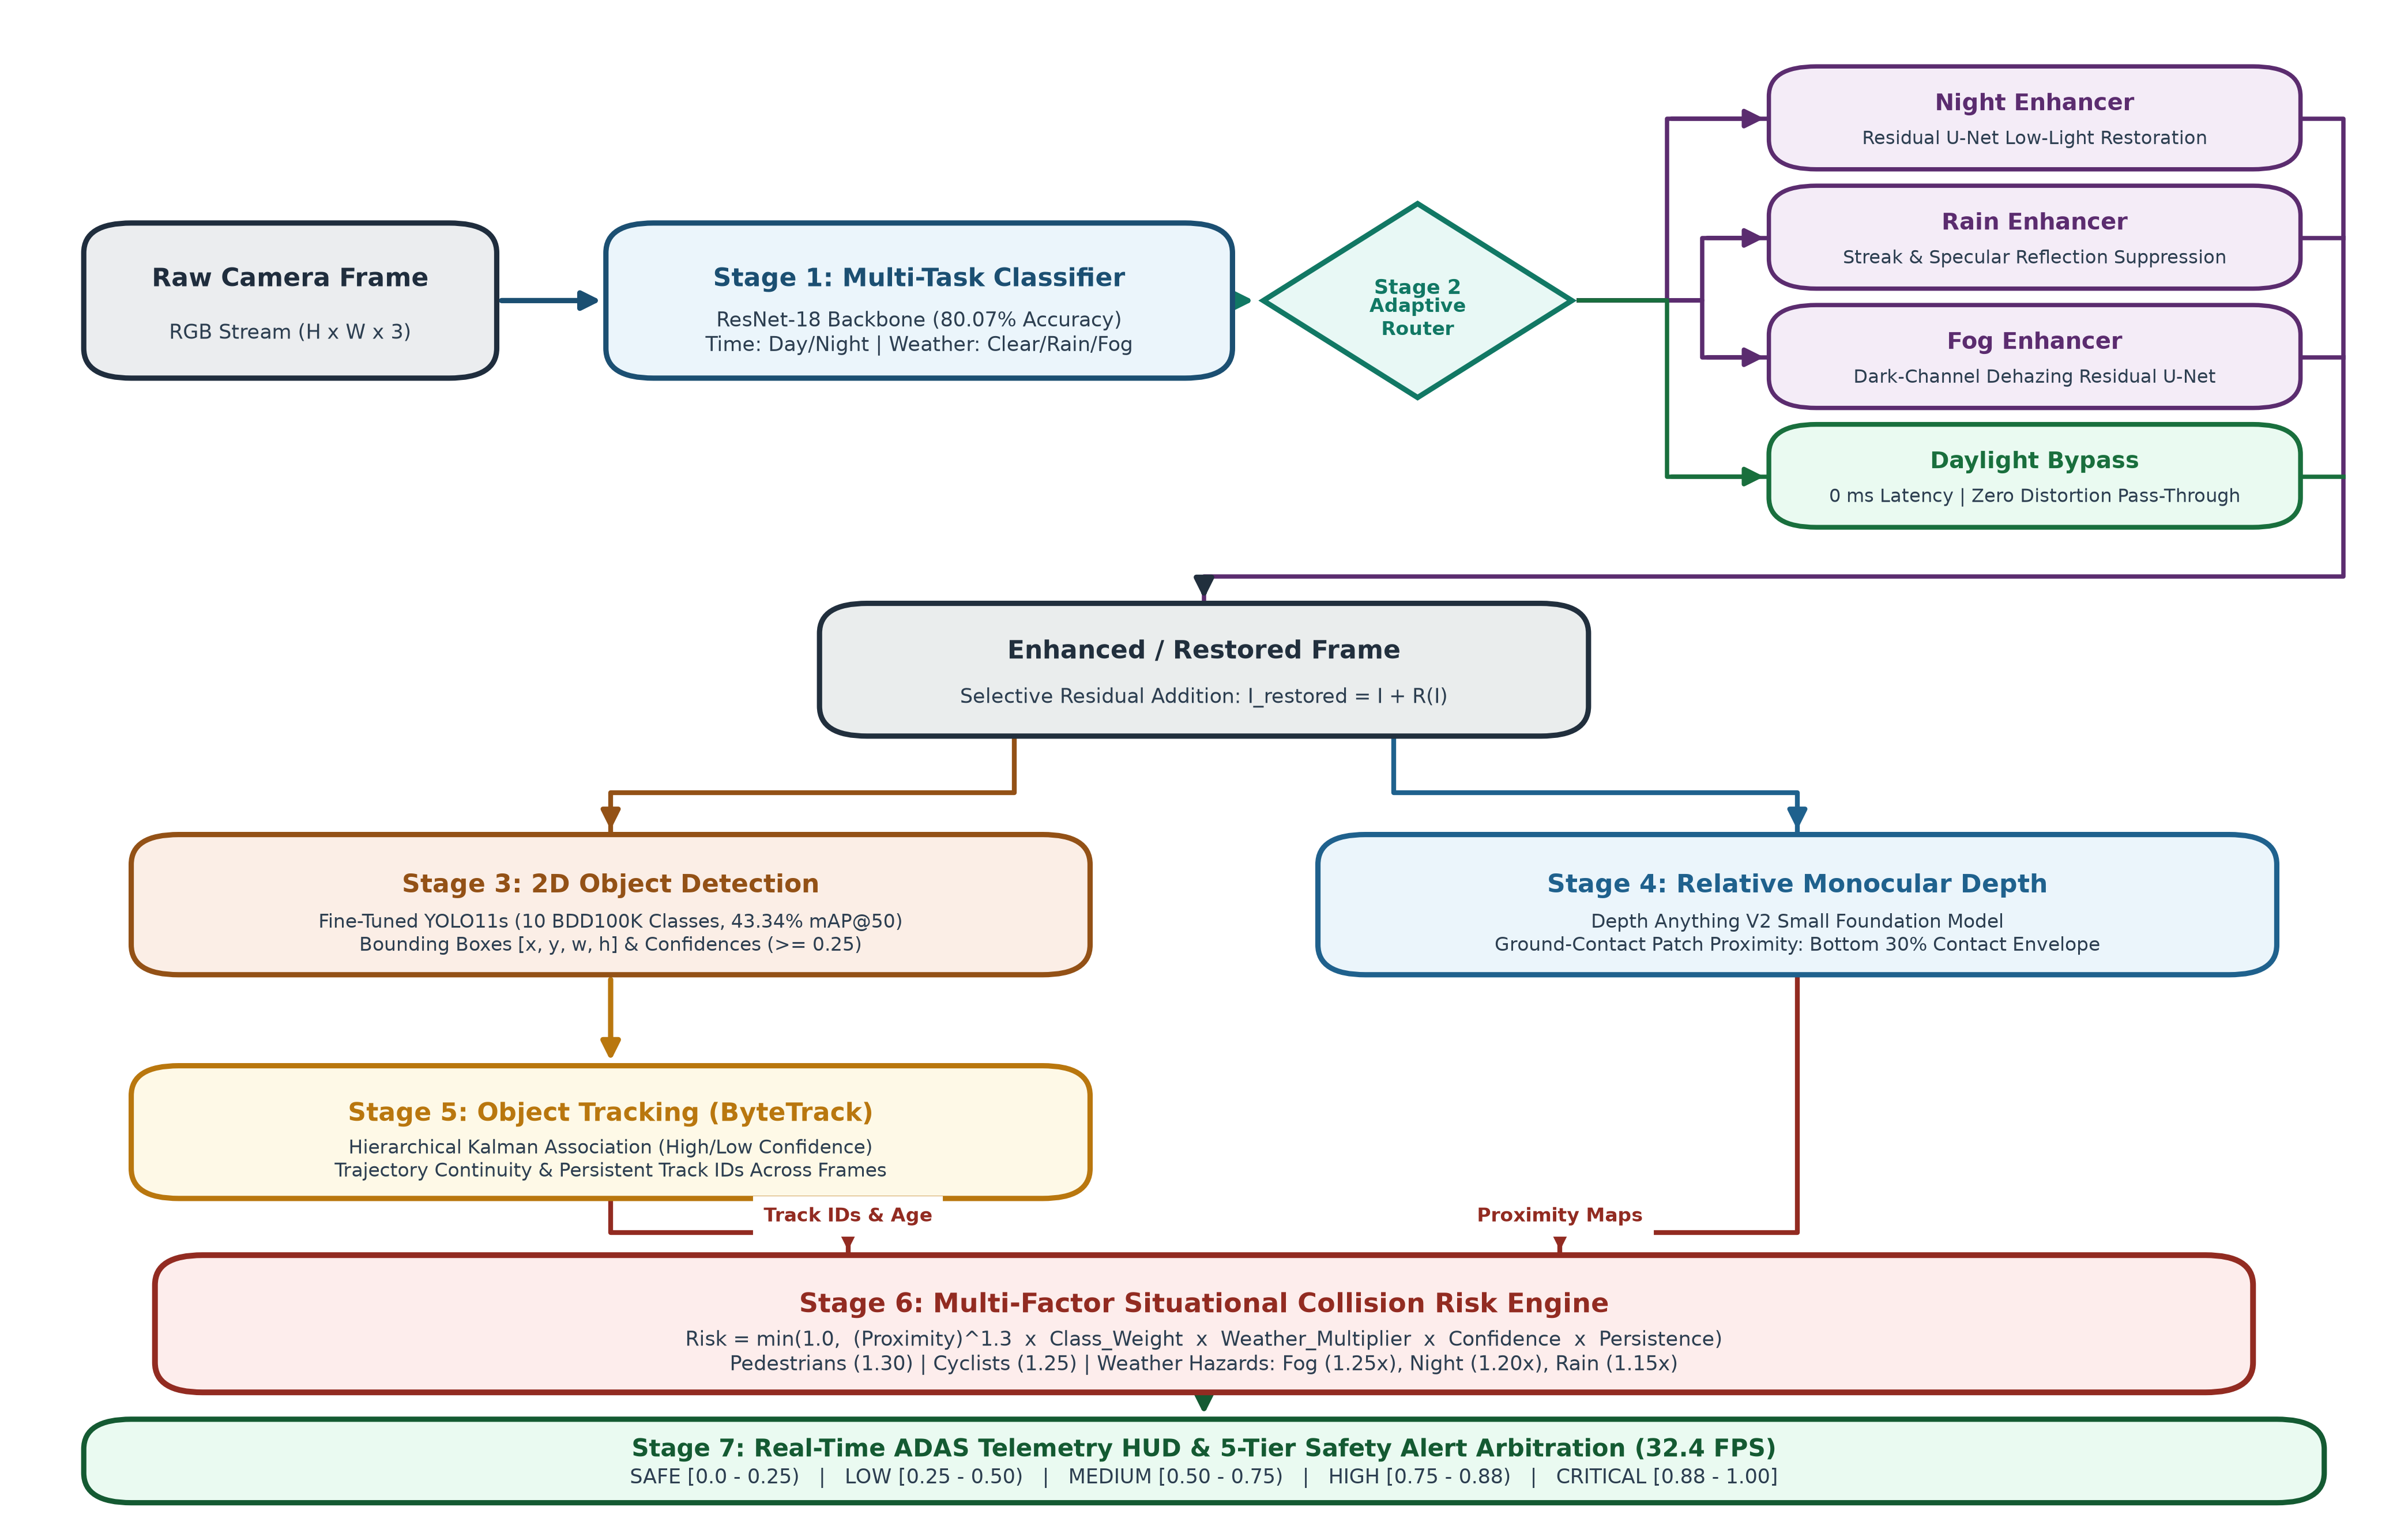 Night Enhancer
Residual U-Net Low-Light Restoration
Rain Enhancer
Streak & Specular Reflection Suppression
Raw Camera Frame
RGB Stream (H x W x 3)
Stage 1: Multi-Task Classifier
ResNet-18 Backbone (80.07% Accuracy)
Time: Day/Night | Weather: Clear/Rain/Fog
Stage 2
Adaptive
Router
Fog Enhancer
Dark-Channel Dehazing Residual U-Net
Daylight Bypass
0 ms Latency | Zero Distortion Pass-Through
Enhanced / Restored Frame
Selective Residual Addition: I_restored = I + R(I)
Stage 3: 2D Object Detection
Fine-Tuned YOLO11s (10 BDD100K Classes, 43.34% mAP@50)
Bounding Boxes [x, y, w, h] & Confidences (>= 0.25)
Stage 4: Relative Monocular Depth
Depth Anything V2 Small Foundation Model
Ground-Contact Patch Proximity: Bottom 30% Contact Envelope
Stage 5: Object Tracking (ByteTrack)
Hierarchical Kalman Association (High/Low Confidence)
Trajectory Continuity & Persistent Track IDs Across Frames
Track IDs & Age
Proximity Maps
Stage 6: Multi-Factor Situational Collision Risk Engine
Risk = min(1.0, (Proximity)^1.3 x Class_Weight x Weather_Multiplier x Confidence x Persistence)
Pedestrians (1.30) | Cyclists (1.25) | Weather Hazards: Fog (1.25x), Night (1.20x), Rain (1.15x)
Stage 7: Real-Time ADAS Telemetry HUD & 5-Tier Safety Alert Arbitration (32.4 FPS)
SAFE [0.0 - 0.25) | LOW [0.25 - 0.50) | MEDIUM [0.50 - 0.75) | HIGH [0.75 - 0.88) | CRITICAL [0.88 - 1.00]